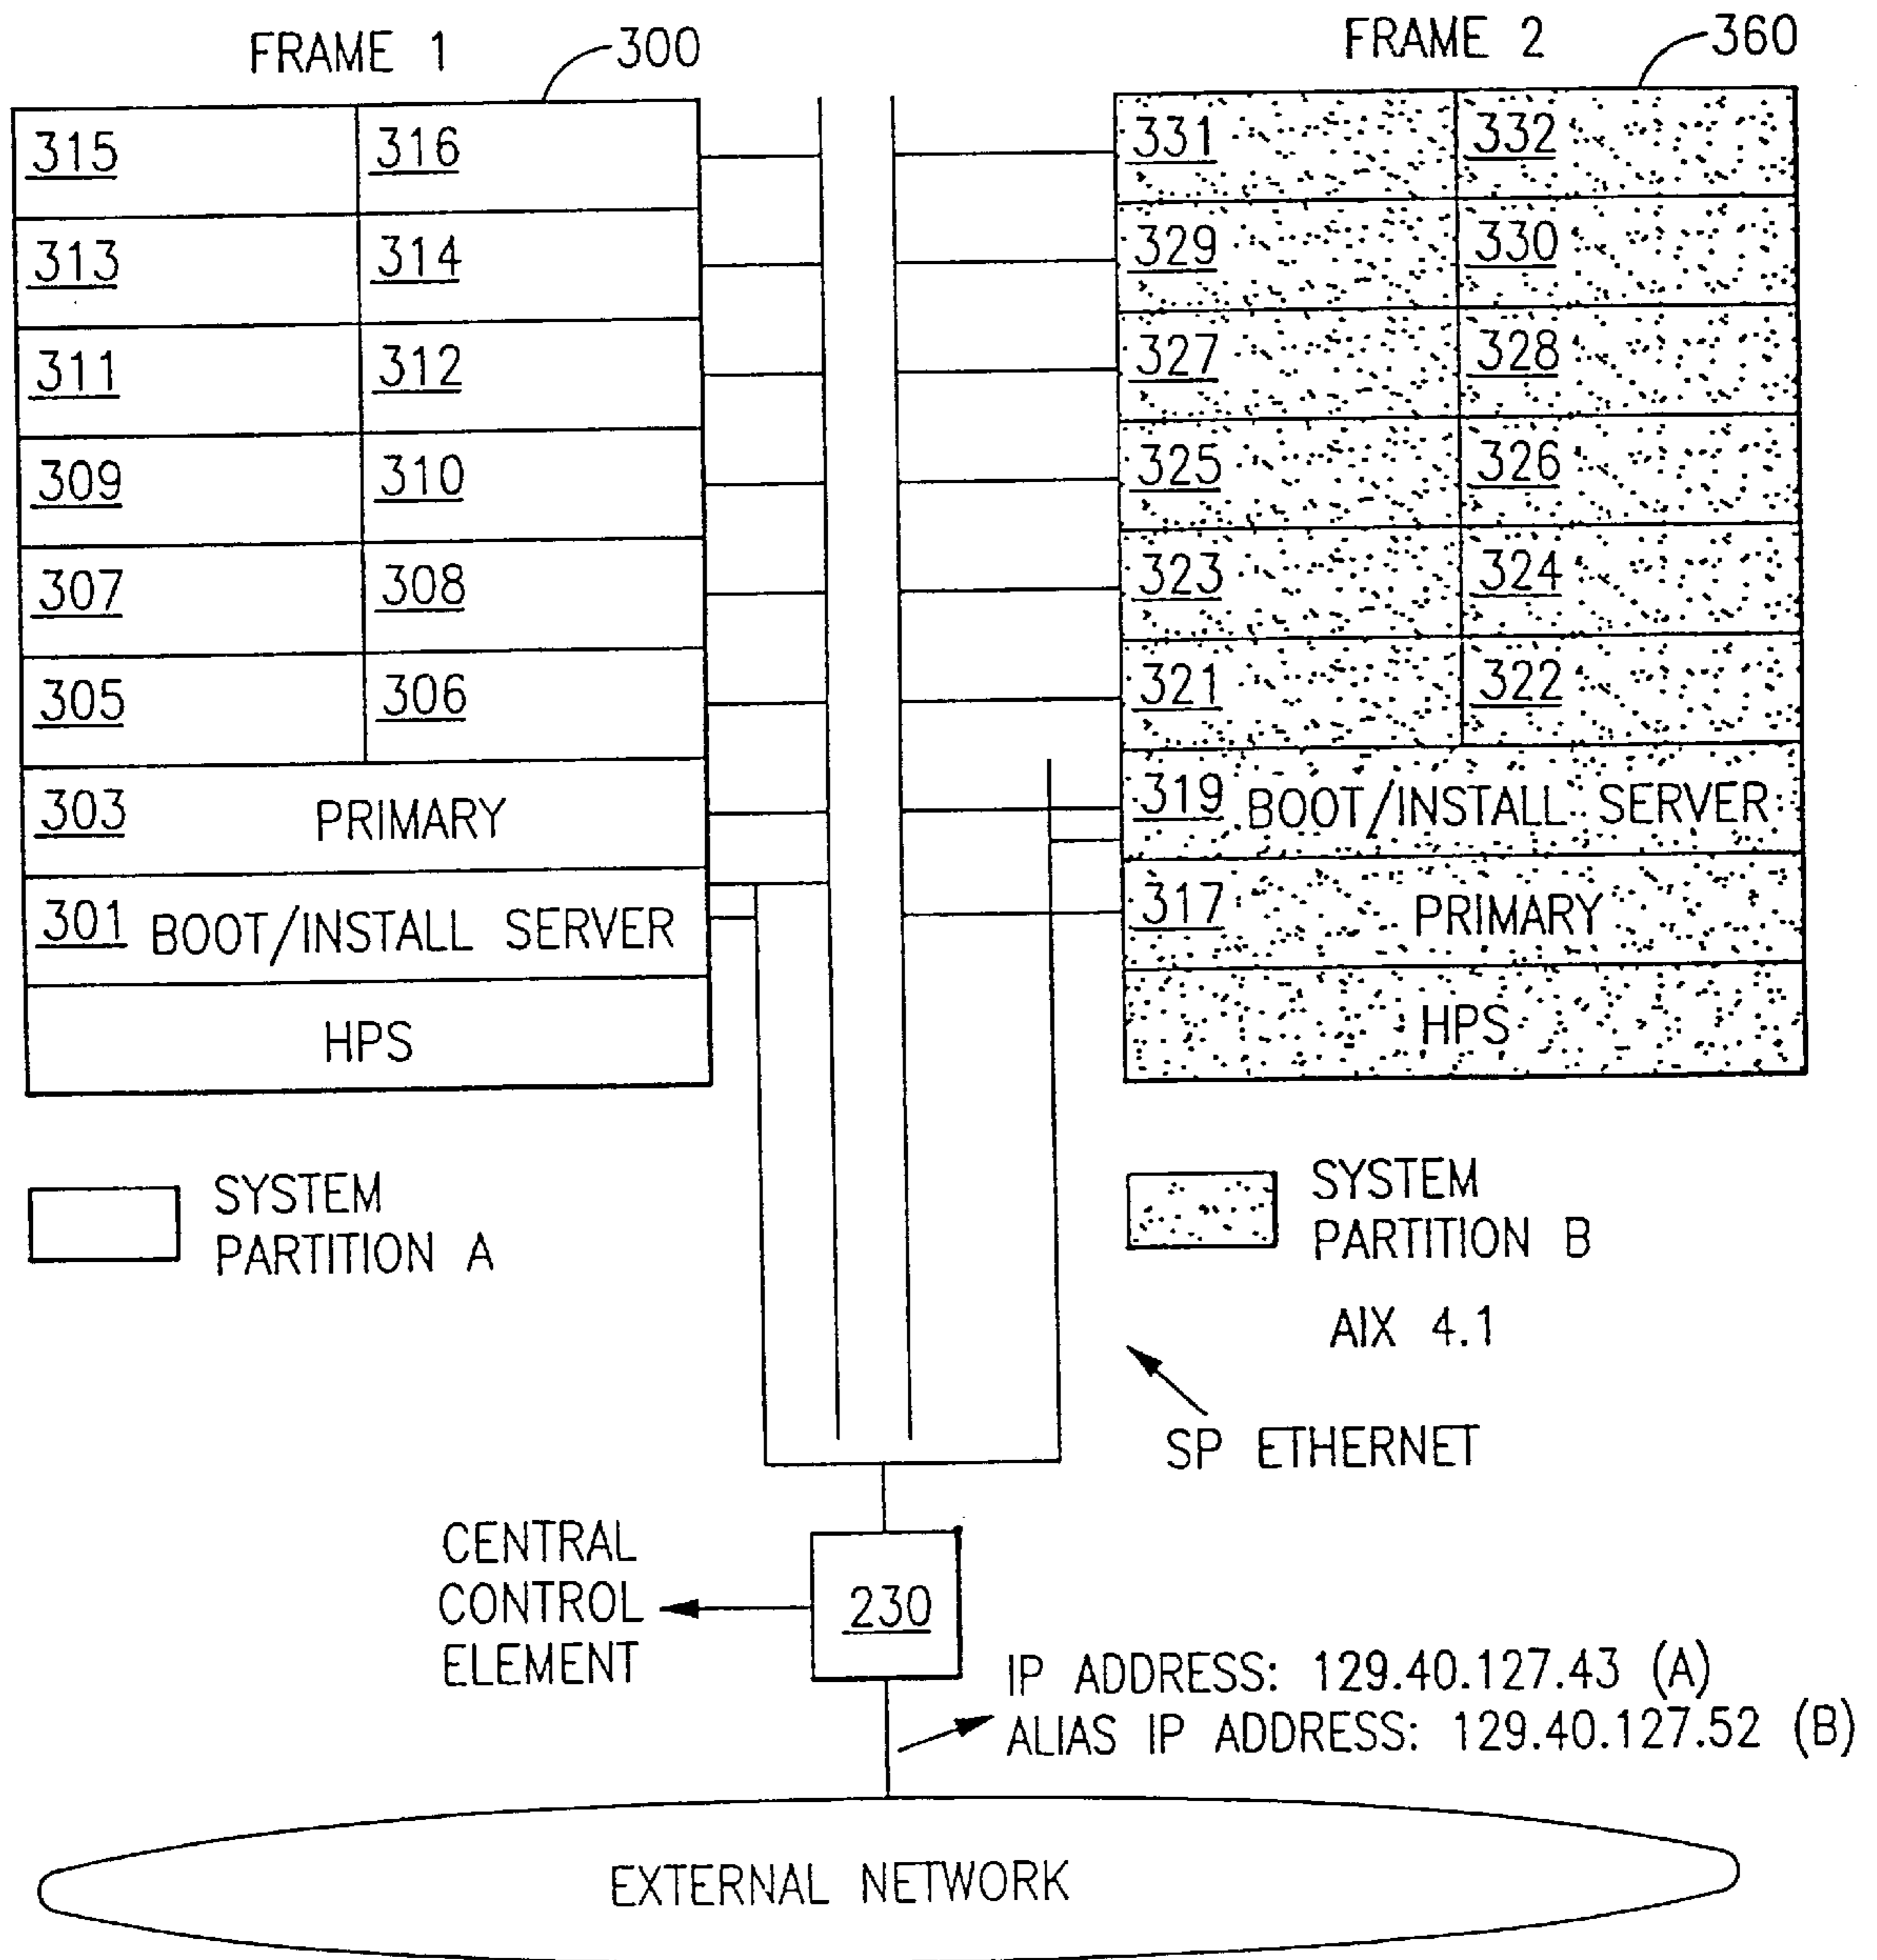 FRAME 1
300
FRAME 2
360
315
316
313
314
311
312
309
310
307
308
305
306
303 PRIMARY
301 BOOT/INSTALL SERVER
HPS
331
332
329
330
327
328
325
326
323
324
321
322
319 BOOT/INSTALL SERVER
317 PRIMARY
HPS
SYSTEM
PARTITION A
SYSTEM
PARTITION B
AIX 4.1
SP ETHERNET
CENTRAL
CONTROL
ELEMENT
230
IP ADDRESS: 129.40.127.43 (A)
ALIAS IP ADDRESS: 129.40.127.52 (B)
EXTERNAL NETWORK